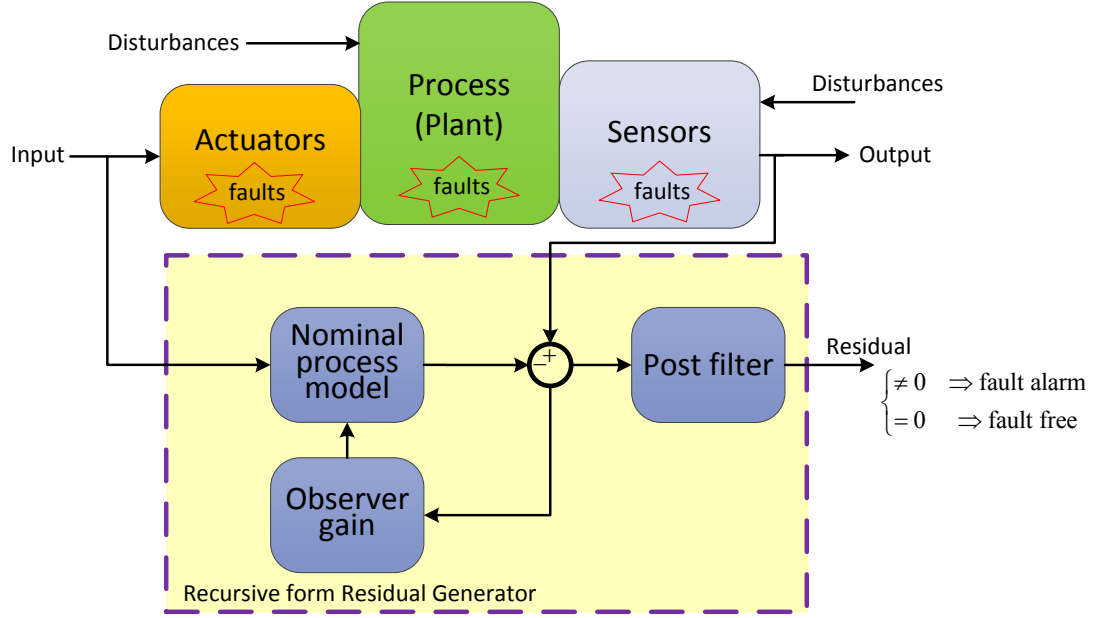 Disturbances
Process
(Plant)
faults
Disturbances
Input
Actuators
faults
Sensors
faults
Output
Nominal
process
model
− +
Post filter
Residual
≠ 0 ⇒ fault alarm
= 0 ⇒ fault free
Observer
gain
Recursive form Residual Generator